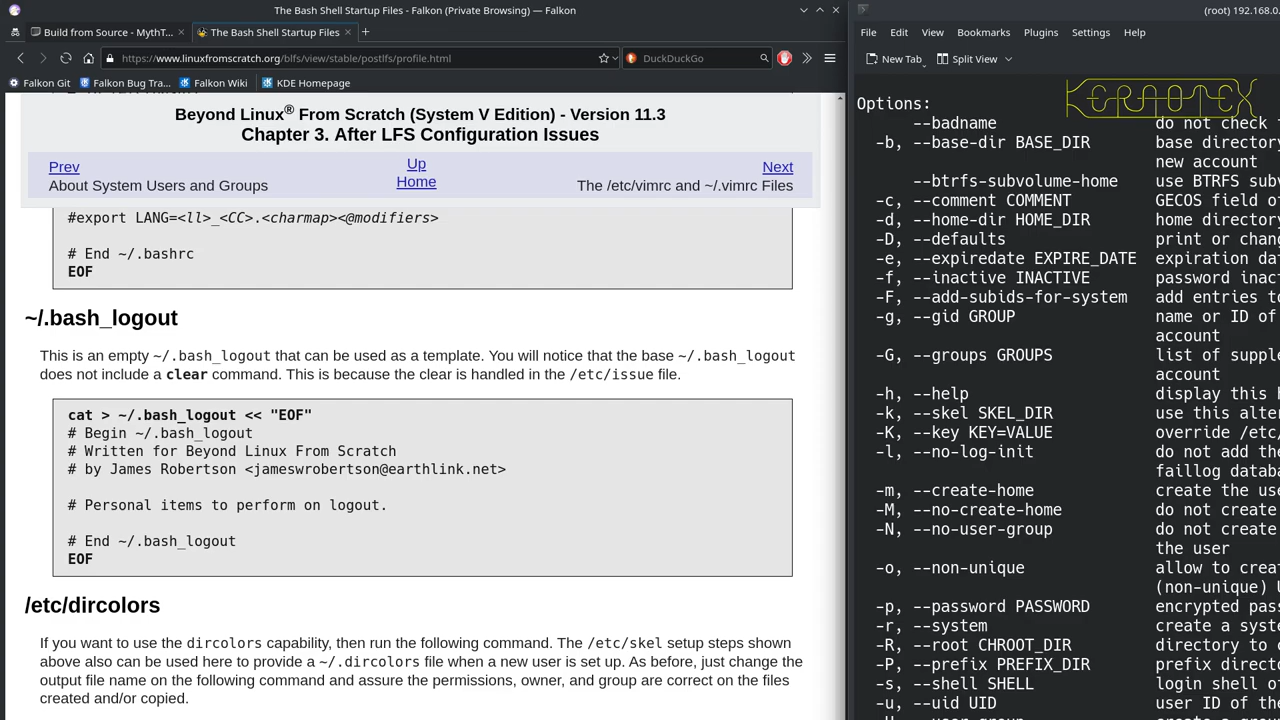 The Bash Shell Startup Files - Falkon (Private Browsing) — Falkon
Build from Source - MythT...
The Bash Shell Startup Files
https://www.linuxfromscratch.org/blfs/view/stable/postlfs/profile.html
DuckDuckGo
Falkon Git
Falkon Bug Tra...
Falkon Wiki
KDE Homepage
Beyond Linux® From Scratch (System V Edition) - Version 11.3
Chapter 3. After LFS Configuration Issues
Prev
Up
Next
About System Users and Groups
Home
The /etc/vimrc and ~/.vimrc Files
#export LANG=<ll>_<CC>.<charmap><@modifiers>
# End ~/.bashrc
EOF
~/.bash_logout
This is an empty ~/.bash_logout that can be used as a template. You will notice that the base ~/.bash_logout
does not include a clear command. This is because the clear is handled in the /etc/issue file.
cat > ~/.bash_logout << "EOF"
# Begin ~/.bash_logout
# Written for Beyond Linux From Scratch
# by James Robertson <jameswrobertson@earthlink.net>
# Personal items to perform on logout.
# End ~/.bash_logout
EOF
/etc/dircolors
If you want to use the dircolors capability, then run the following command. The /etc/skel setup steps shown
above also can be used here to provide a ~/.dircolors file when a new user is set up. As before, just change the
output file name on the following command and assure the permissions, owner, and group are correct on the files
created and/or copied.
(root) 192.168.0.
File Edit View Bookmarks Plugins Settings Help
New Tab
Split View
KERAOTEX
Options:
--badname do not check
-b, --base-dir BASE_DIR base directory
new account
--btrfs-subvolume-home use BTRFS
-c, --comment COMMENT GECOS field of
-d, --home-dir HOME_DIR home directory
-D, --defaults print or
-e, --expiredate EXPIRE_DATE expiration
-f, --inactive INACTIVE password
-F, --add-subids-for-system add entries to
-g, --gid GROUP name or ID of
account
-G, --groups GROUPS list of
account
-h, --help display this
-k, --skel SKEL_DIR use this
-K, --key KEY=VALUE override /etc/
-l, --no-log-init do not add the
faillog
-m, --create-home create the
-M, --no-create-home do not create
-N, --no-user-group do not create
the user
-o, --non-unique allow to
(non-unique)
-p, --password PASSWORD encrypted
-r, --system create a
-R, --root CHROOT_DIR directory to
-P, --prefix PREFIX_DIR prefix
-s, --shell SHELL login shell of
-u, --uid UID user ID of the